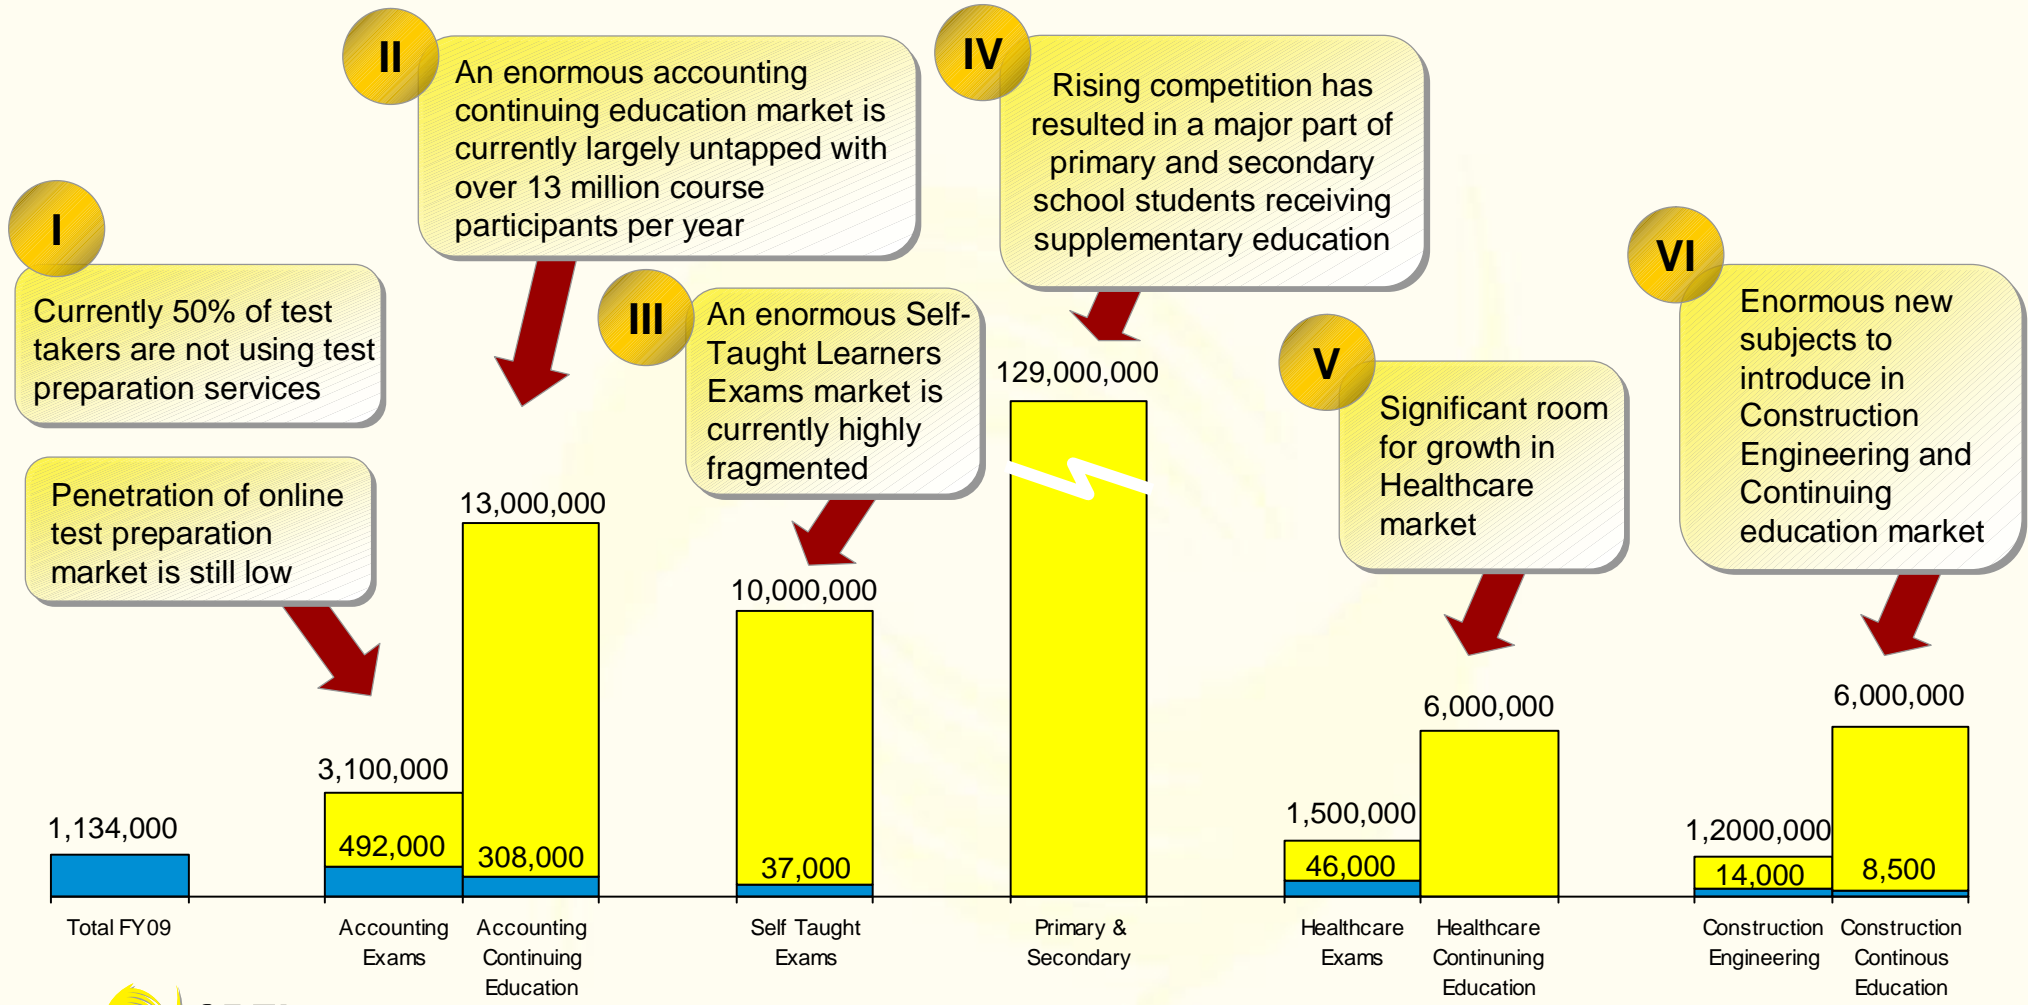 I
Currently 50% of test
takers are not using test
preparation services
Penetration of online
test preparation
market is still low
II
An enormous accounting
continuing education market is
currently largely untapped with
over 13 million course
participants per year
III
An enormous Self-
Taught Learners
Exams market is
currently highly
fragmented
IV
Rising competition has
resulted in a major part of
primary and secondary
school students receiving
supplementary education
V
Significant room
for growth in
Healthcare
market
VI
Enormous new
subjects to
introduce in
Construction
Engineering and
Continuing
education market
1,134,000
3,100,000
492,000
13,000,000
308,000
10,000,000
37,000
129,000,000
1,500,000
46,000
6,000,000
1,2000,000
14,000
6,000,000
8,500
Total FY09
Accounting
Exams
Accounting
Continuing
Education
Self Taught
Exams
Primary &
Secondary
Healthcare
Exams
Healthcare
Continuning
Education
Construction
Engineering
Construction
Continous
Education